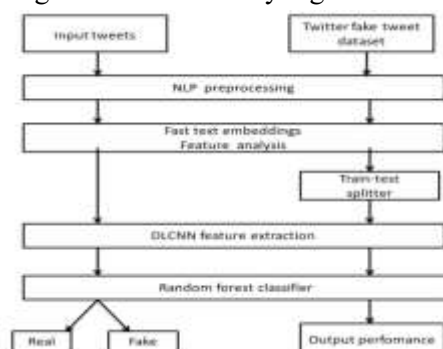 Input tweets
Twitter fake tweet
dataset
NLP preprocessing
Fast text embeddings
Feature analysis
Train-test
splitter
DLCNN feature extraction
Random forest classifier
Real
Fake
Output perfomance